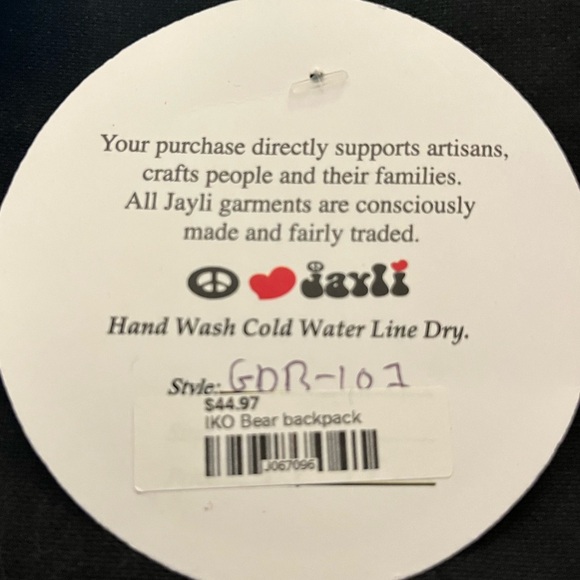 Your purchase directly supports artisans,
crafts people and their families.
All Jayli garments are consciously
made and fairly traded.
jayli
Hand Wash Cold Water Line Dry.
Style: GDR-101
$44.97
IKO Bear backpack
J067096